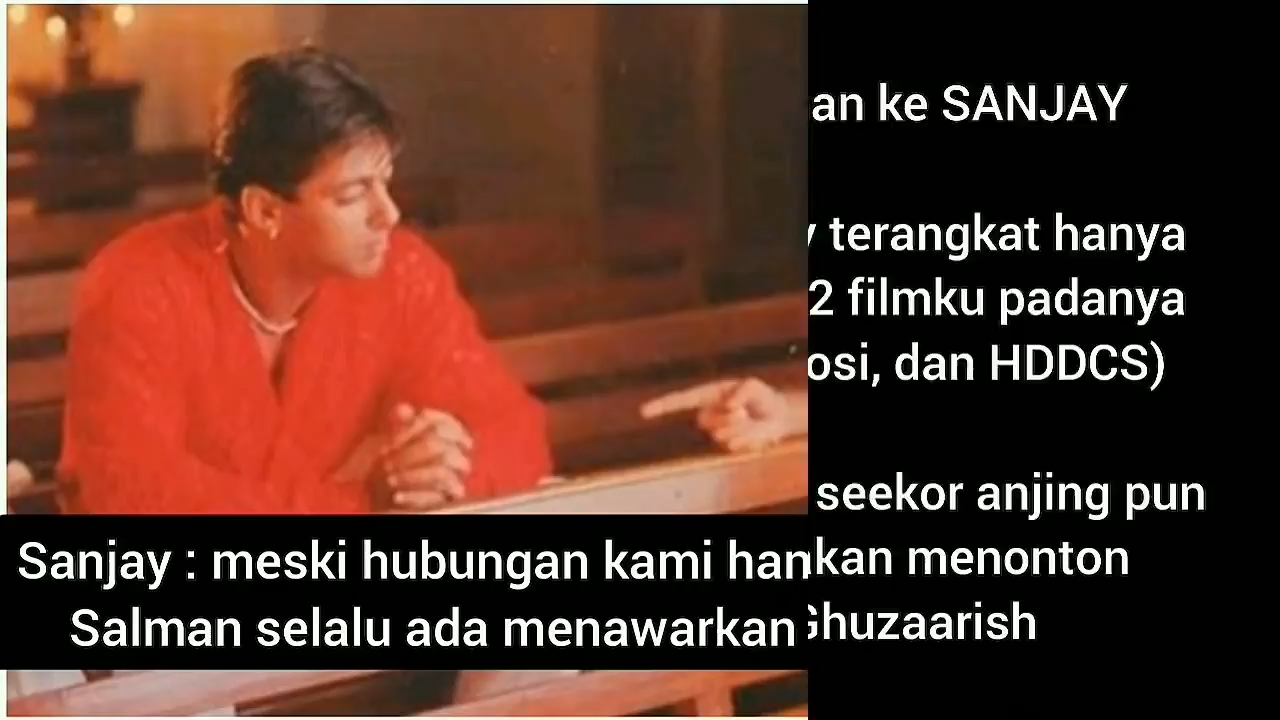 an ke SANJAY
terangkat hanya
2 filmku padanya
osi, dan HDDCS)
seekor anjing pun
kan menonton
Ghuzaarish
Sanjay : meski hubungan kami han
Salman selalu ada menawarkan